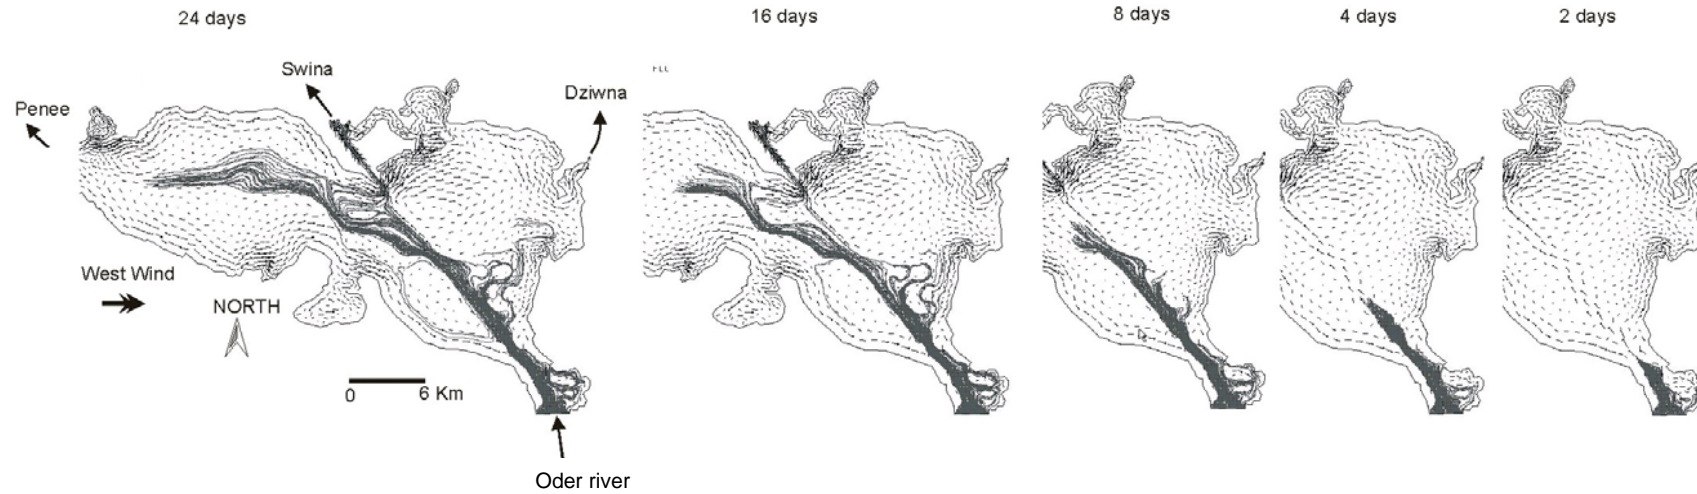 24 days
16 days
8 days
4 days
2 days
Swina
Dziwna
Penee
West Wind
NORTH
0 6 Km
Oder river